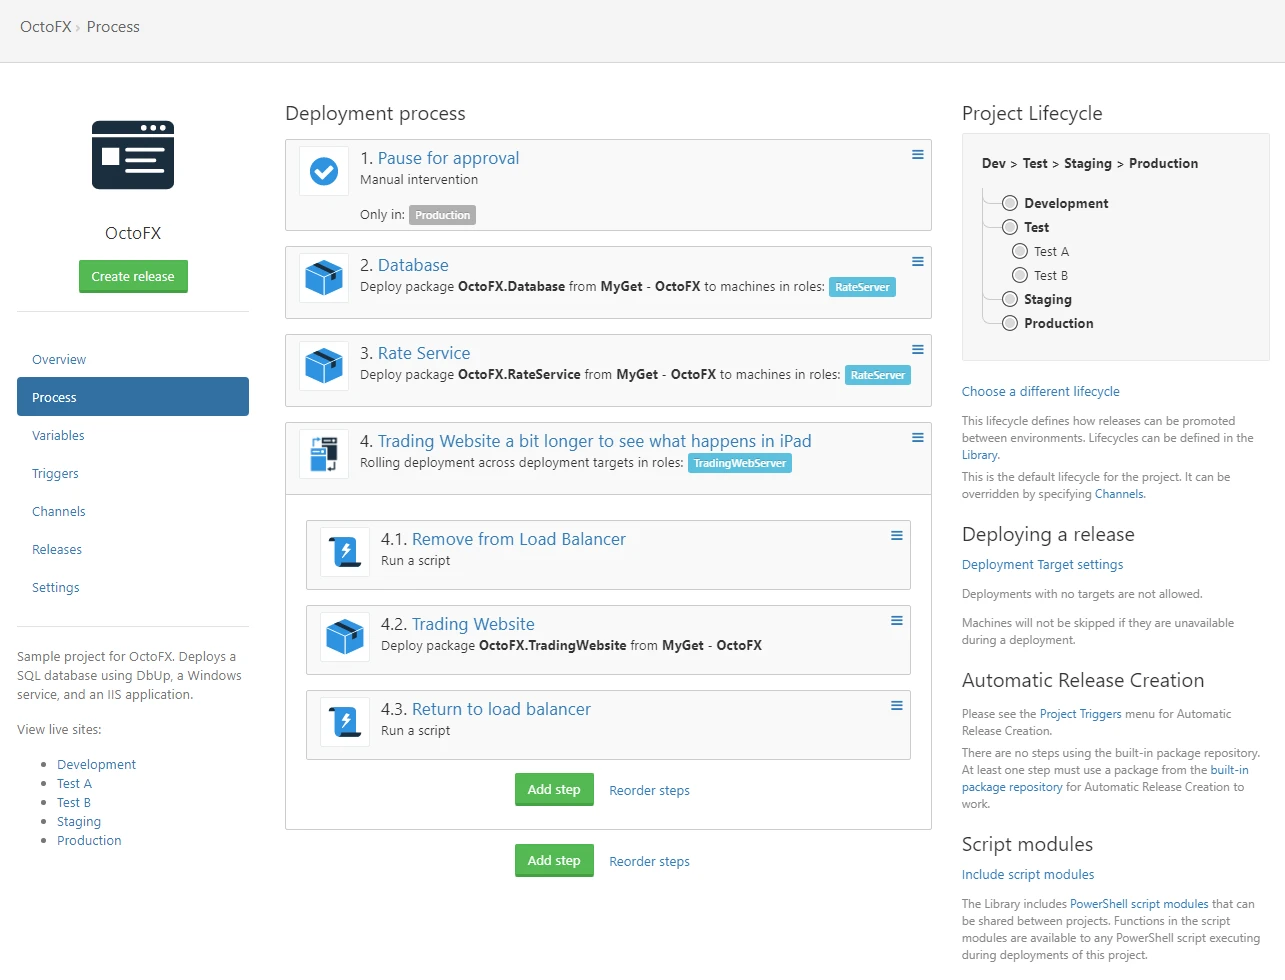 OctoFX › Process
OctoFX
Create release
Overview
Process
Variables
Triggers
Channels
Releases
Settings
Sample project for OctoFX. Deploys a
SQL database using DbUp, a Windows
service, and an IIS application.
View live sites:
Development
Test A
Test B
Staging
Production
Deployment process
1. Pause for approval
Manual intervention
Only in: Production
2. Database
Deploy package OctoFX.Database from MyGet - OctoFX to machines in roles: RateServer
3. Rate Service
Deploy package OctoFX.RateService from MyGet - OctoFX to machines in roles: RateServer
4. Trading Website a bit longer to see what happens in iPad
Rolling deployment across deployment targets in roles: TradingWebServer
4.1. Remove from Load Balancer
Run a script
4.2. Trading Website
Deploy package OctoFX.TradingWebsite from MyGet - OctoFX
4.3. Return to load balancer
Run a script
Add step Reorder steps
Add step Reorder steps
Project Lifecycle
Dev > Test > Staging > Production
Development
Test
Test A
Test B
Staging
Production
Choose a different lifecycle
This lifecycle defines how releases can be promoted
between environments. Lifecycles can be defined in the
Library.
This is the default lifecycle for the project. It can be
overridden by specifying Channels.
Deploying a release
Deployment Target settings
Deployments with no targets are not allowed.
Machines will not be skipped if they are unavailable
during a deployment.
Automatic Release Creation
Please see the Project Triggers menu for Automatic
Release Creation.
There are no steps using the built-in package repository.
At least one step must use a package from the built-in
package repository for Automatic Release Creation to
work.
Script modules
Include script modules
The Library includes PowerShell script modules that can
be shared between projects. Functions in the script
modules are available to any PowerShell script executing
during deployments of this project.